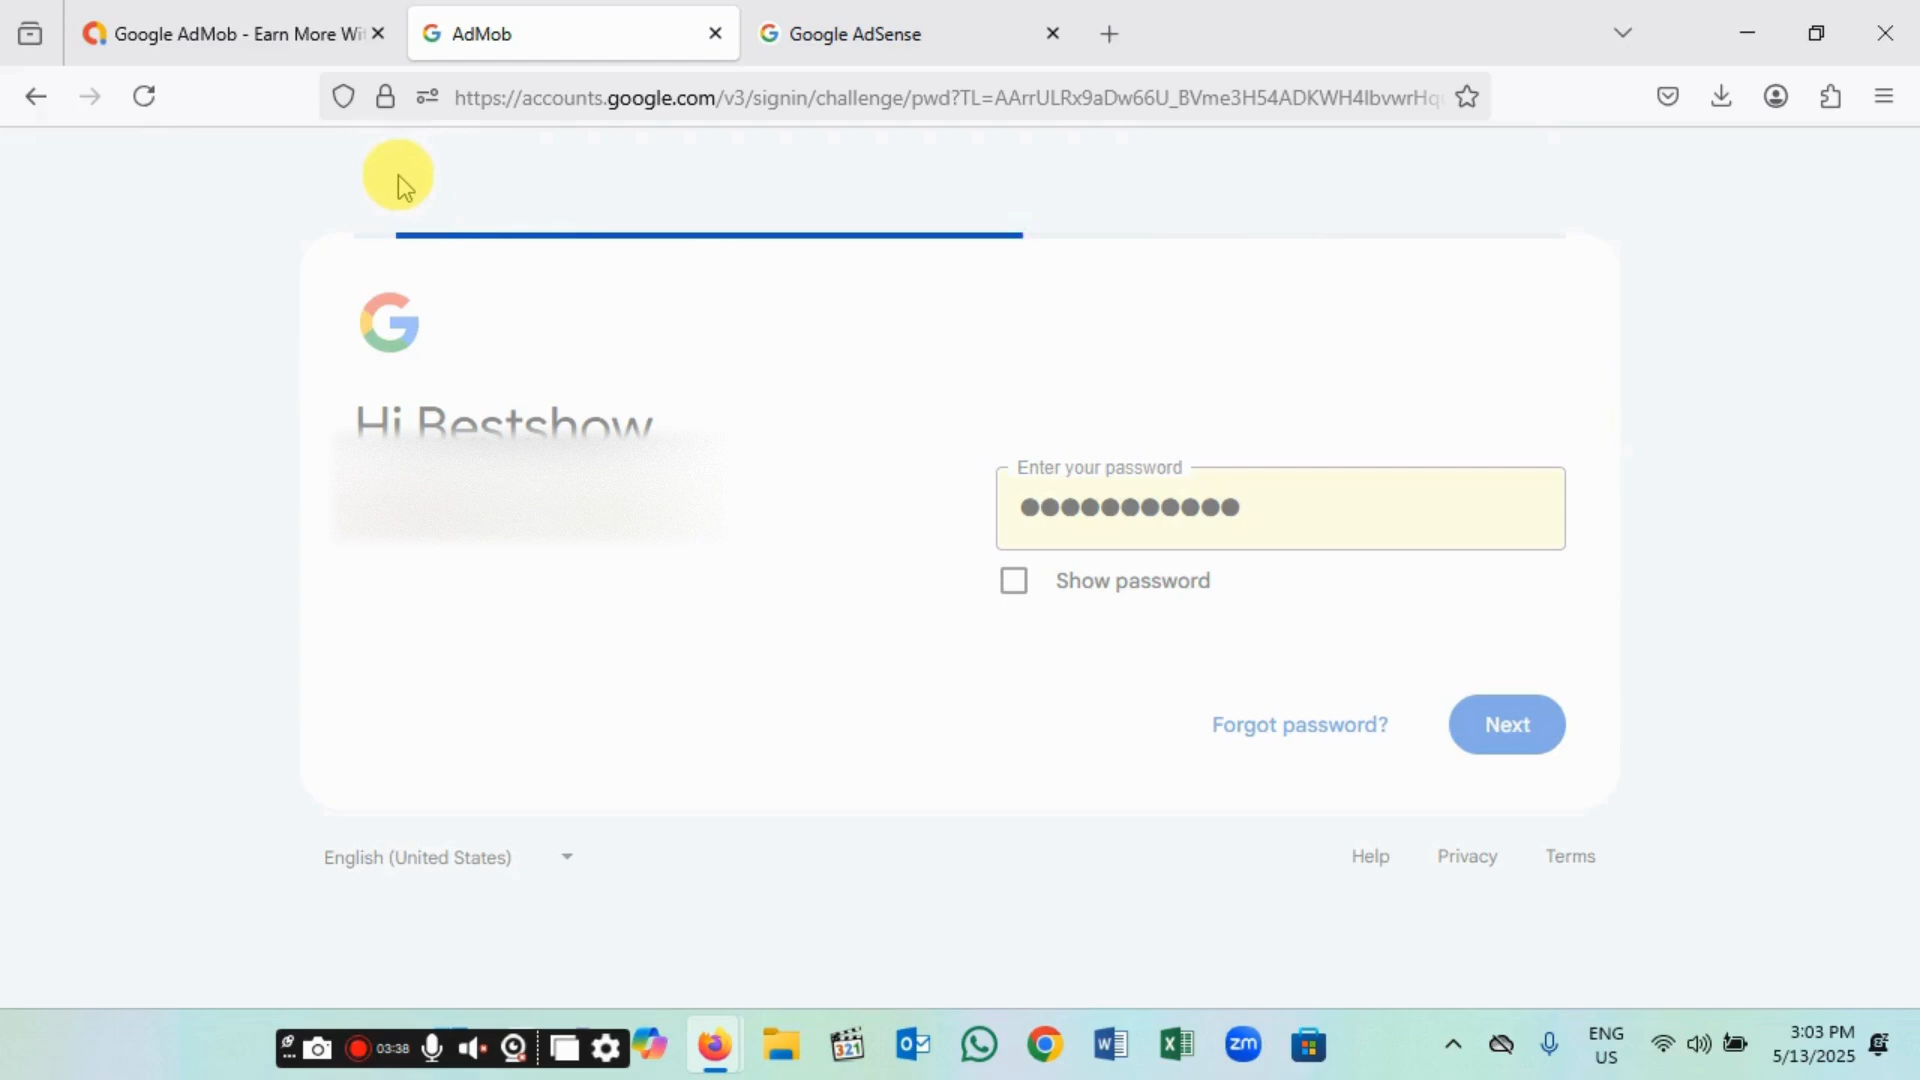 Google AdMob - Earn More Wi
AdMob
Google AdSense
https://accounts.google.com/v3/signin/challenge/pwd?TL=AArrULRx9aDw66U_BVme3H54ADKWH4lbvwrHq
Hi Bestshow
Enter your password
Show password
Forgot password?
Next
English (United States)
Help
Privacy
Terms
03:38
321
zm
ENG
US
3:03 PM
5/13/2025